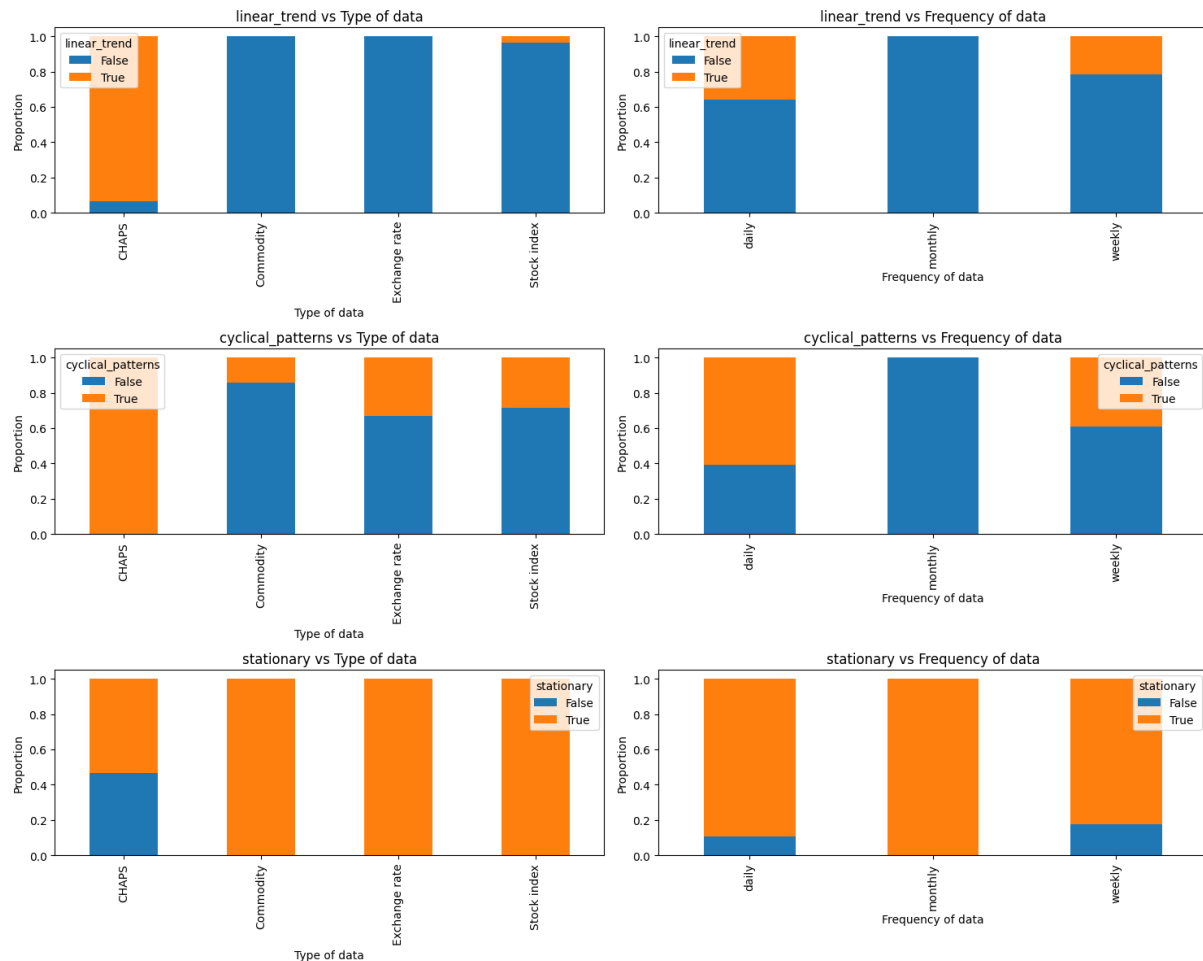 linear_trend vs Type of data
linear_trend
False
True
Proportion
1.0
0.8
0.6
0.4
0.2
0.0
CHAPS
Commodity
Exchange rate
Stock index
Type of data
linear_trend vs Frequency of data
linear_trend
False
True
Proportion
1.0
0.8
0.6
0.4
0.2
0.0
daily
monthly
weekly
Frequency of data
cyclical_patterns vs Type of data
cyclical_patterns
False
True
Proportion
1.0
0.8
0.6
0.4
0.2
0.0
CHAPS
Commodity
Exchange rate
Stock index
Type of data
cyclical_patterns vs Frequency of data
cyclical_patterns
False
True
Proportion
1.0
0.8
0.6
0.4
0.2
0.0
daily
monthly
weekly
Frequency of data
stationary vs Type of data
stationary
False
True
Proportion
1.0
0.8
0.6
0.4
0.2
0.0
CHAPS
Commodity
Exchange rate
Stock index
Type of data
stationary vs Frequency of data
stationary
False
True
Proportion
1.0
0.8
0.6
0.4
0.2
0.0
daily
monthly
weekly
Frequency of data